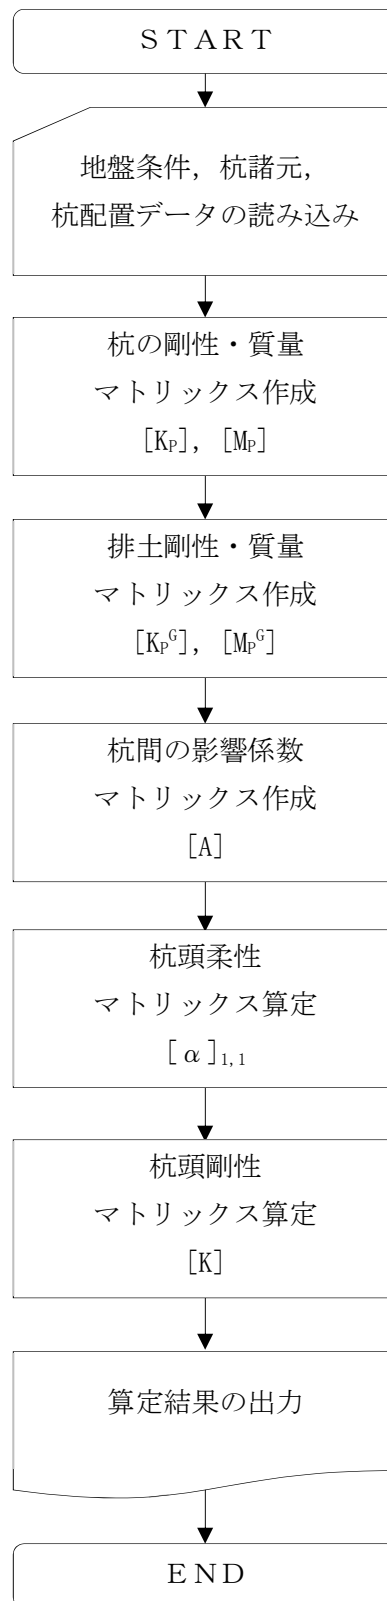 ＳＴＡＲＴ
地盤条件，杭諸元，
杭配置データの読み込み
杭の剛性・質量
マトリックス作成
[Kₚ], [Mₚ]
排土剛性・質量
マトリックス作成
[Kₚᴳ], [Mₚᴳ]
杭間の影響係数
マトリックス作成
[A]
杭頭柔性
マトリックス算定
[α]₁,₁
杭頭剛性
マトリックス算定
[K]
算定結果の出力
ＥＮＤ